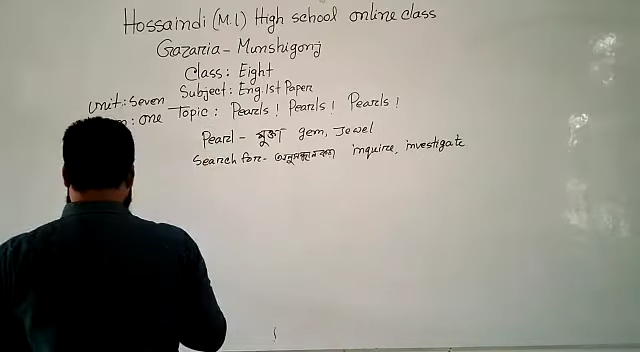 Hossaindi (M.L) High school online class
Gazaria - Munshigonj
Class: Eight
Subject: Eng. 1st Paper
Unit: Seven
: one Topic: Pearls! Pearls! Pearls!
Pearl - মুক্তা gem, Jewel
Search for - অনুসন্ধান করা inquire, investigate